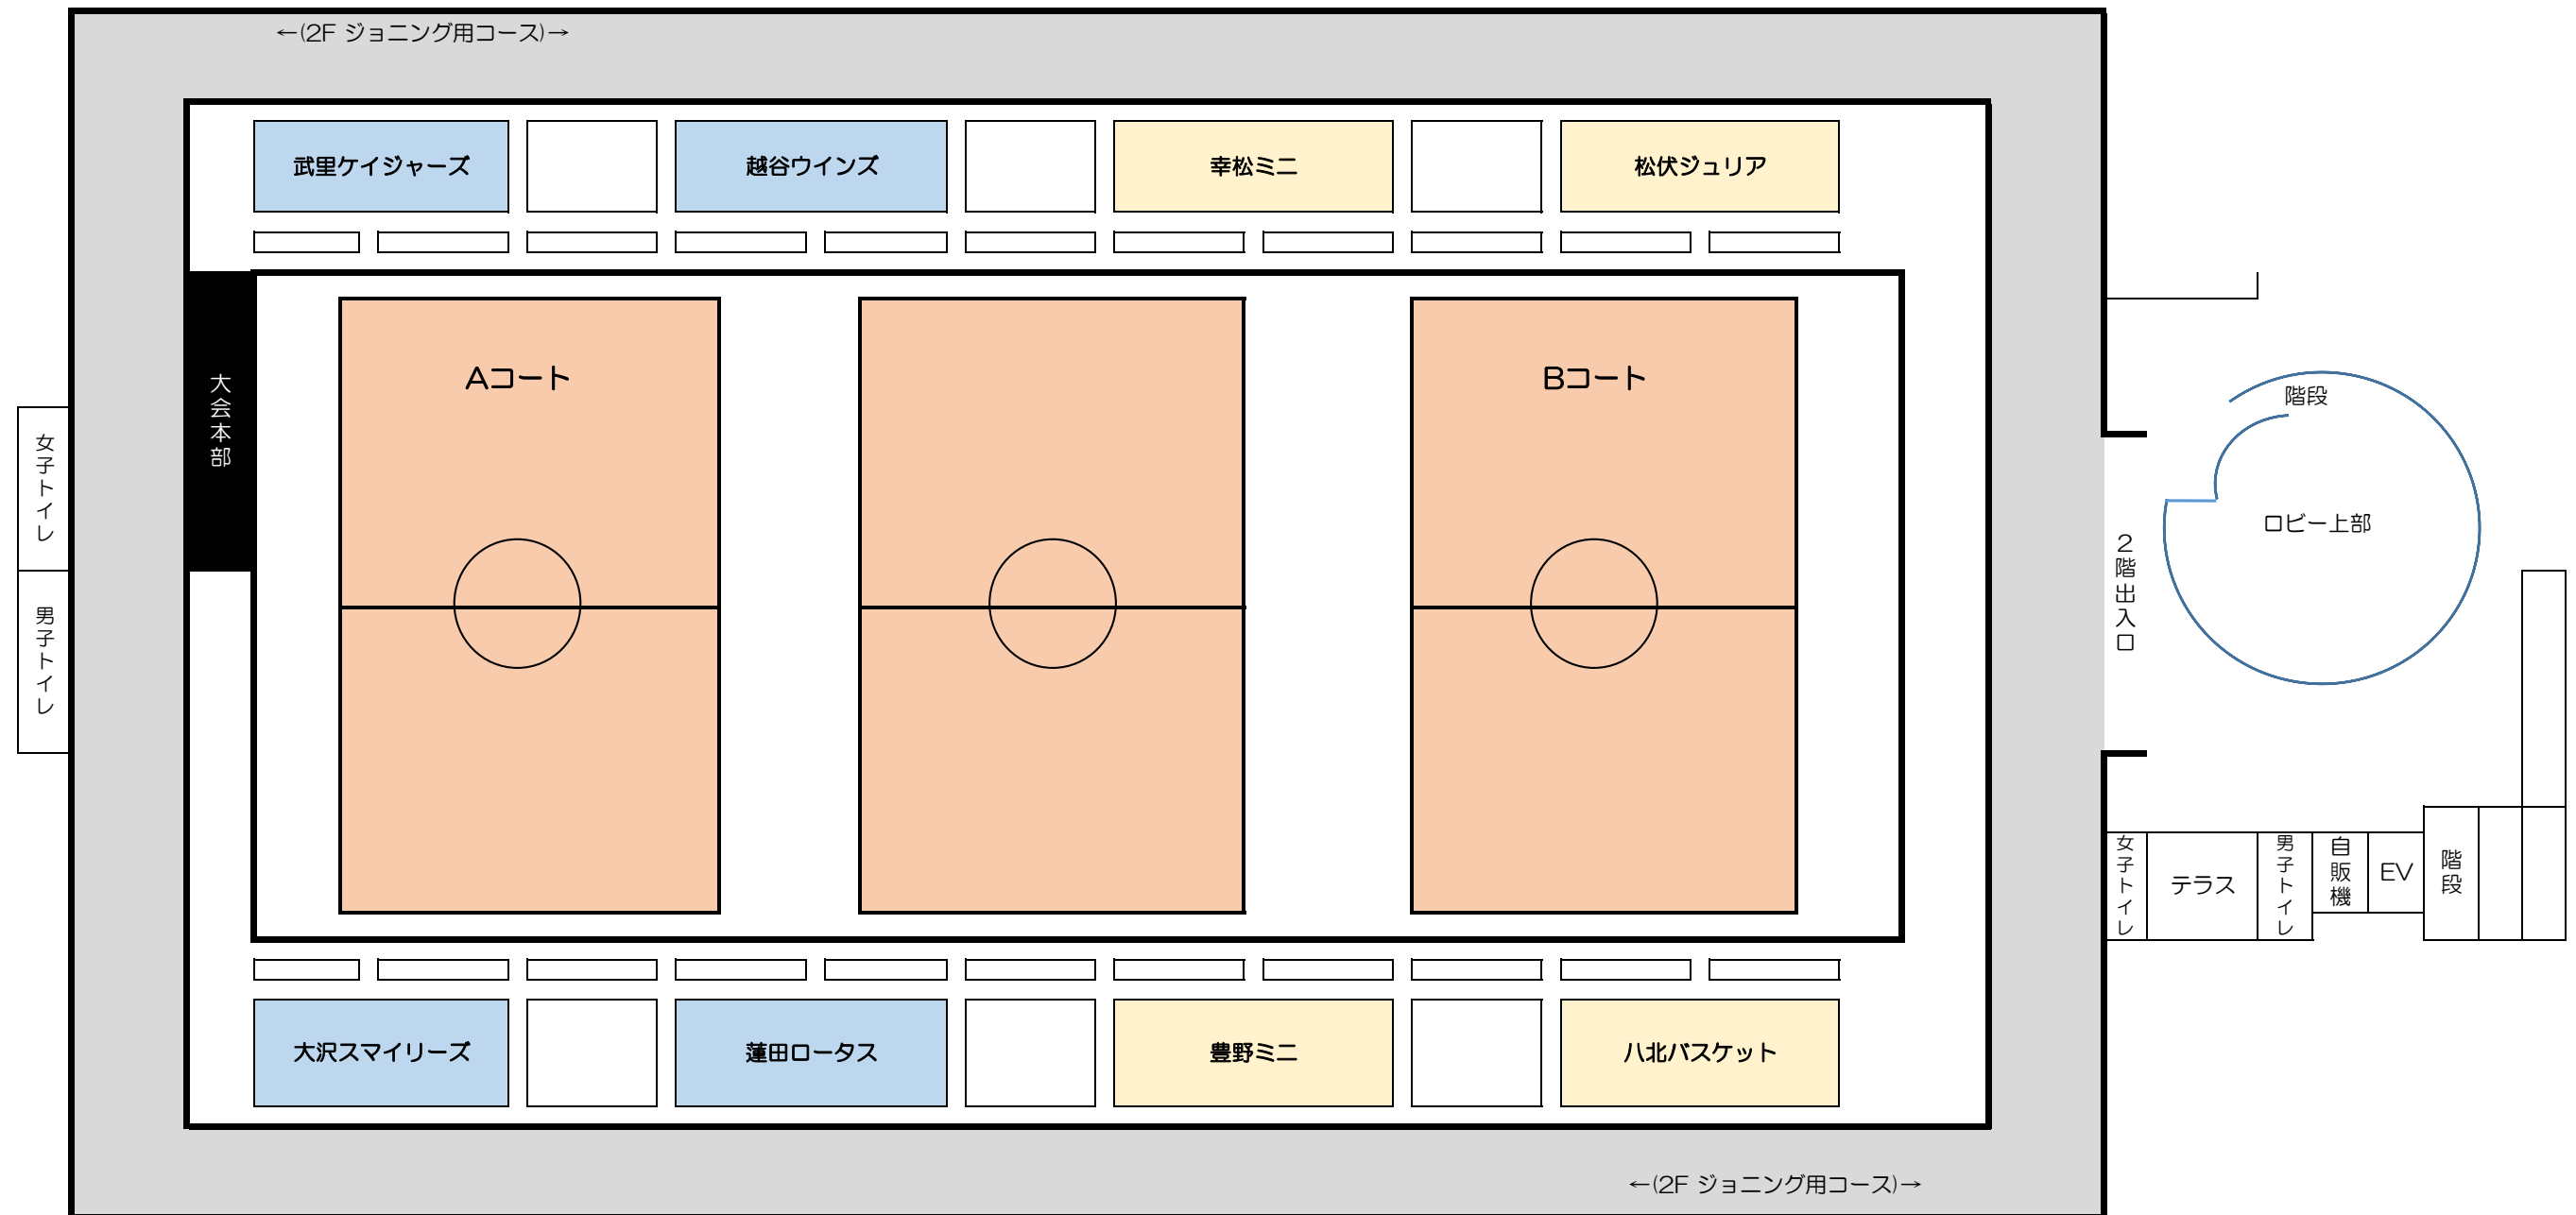 ←(2F ジョニング用コース)→
武里ケイジャーズ
越谷ウインズ
幸松ミニ
松伏ジュリア
大会本部
Aコート
Bコート
女子トイレ
男子トイレ
階段
ロビー上部
2階出入口
女子トイレ
テラス
男子トイレ
自販機
EV
階段
大沢スマイリーズ
蓮田ロータス
豊野ミニ
八北バスケット
←(2F ジョニング用コース)→